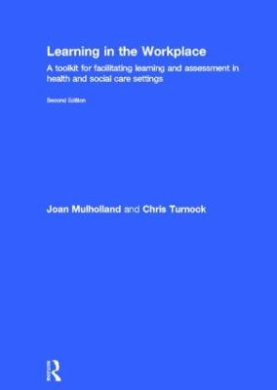 Learning in the Workplace
A toolkit for facilitating learning and assessment in
health and social care settings
Second Edition
Joan Mulholland and Chris Turnock
R